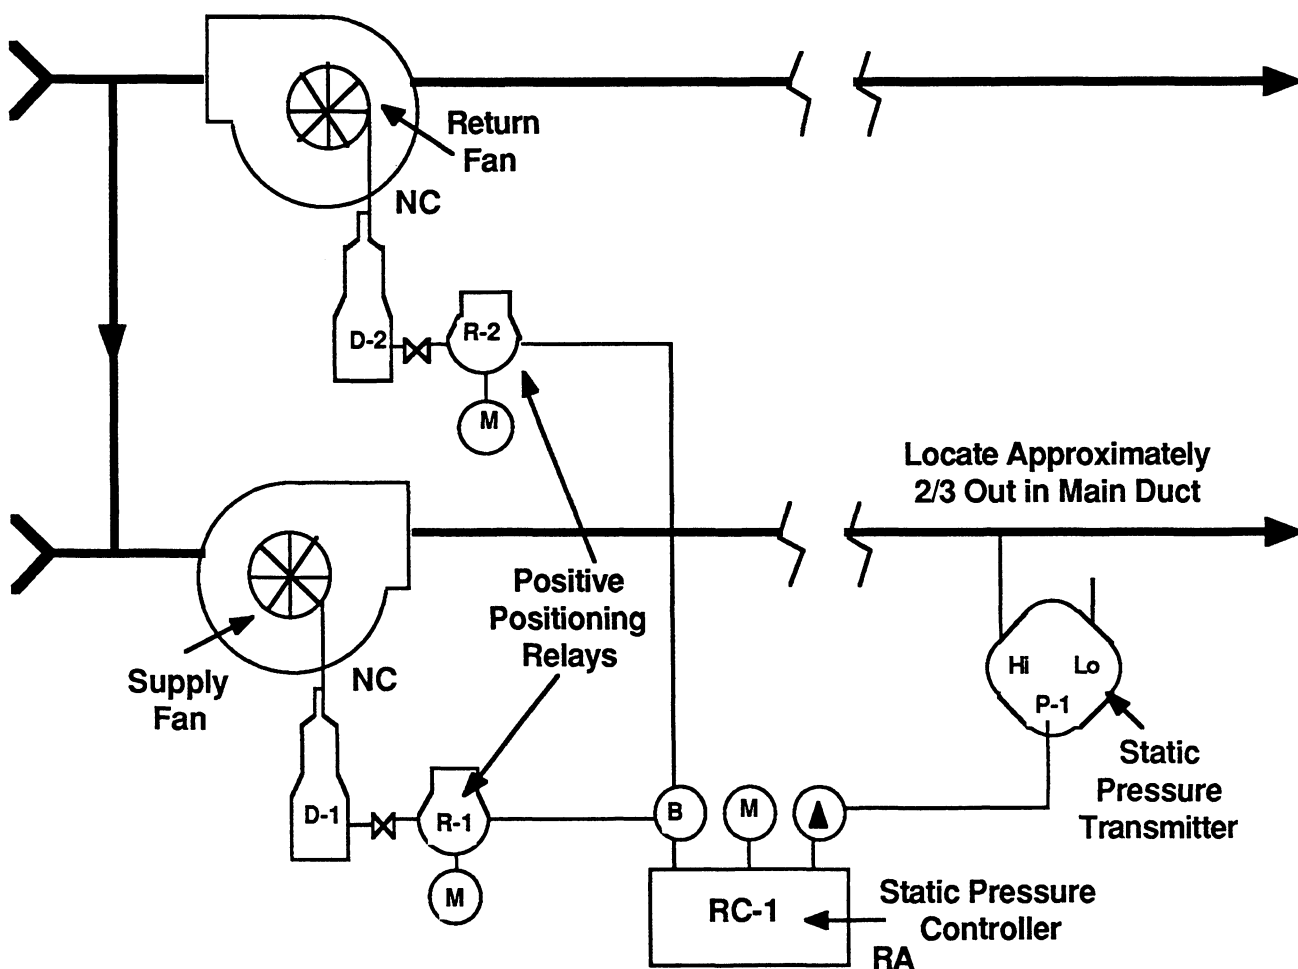 Return
Fan
NC
D-2
R-2
M
Locate Approximately
2/3 Out in Main Duct
Positive
Positioning
Relays
Supply
Fan
NC
Hi
Lo
P-1
Static
Pressure
Transmitter
D-1
R-1
M
B
M
RC-1
Static Pressure
Controller
RA